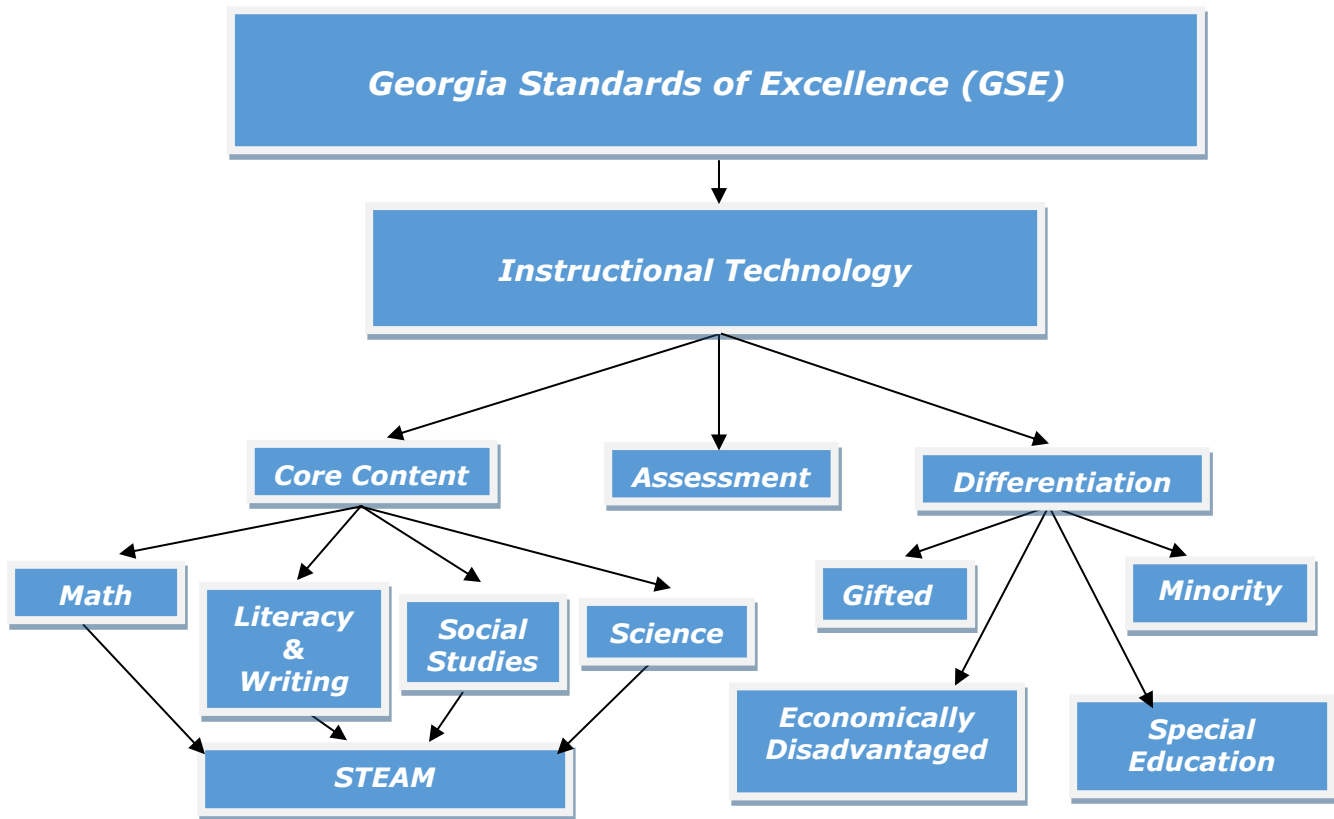 Georgia Standards of Excellence (GSE)
Instructional Technology
Core Content
Assessment
Differentiation
Math
Literacy
&
Writing
Social
Studies
Science
Gifted
Minority
STEAM
Economically
Disadvantaged
Special
Education